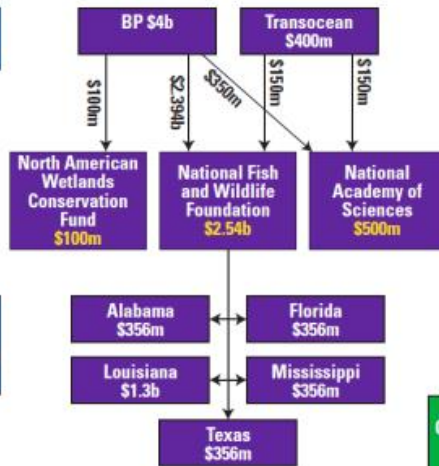 BP $4b
Transocean
$400m
$100m
$2.394b
$350m
$150m
$150m
North American
Wetlands
Conservation
Fund
$100m
National Fish
and Wildlife
Foundation
$2.54b
National
Academy of
Sciences
$500m
Alabama
$356m
Florida
$356m
Louisiana
$1.3b
Mississippi
$356m
Texas
$356m